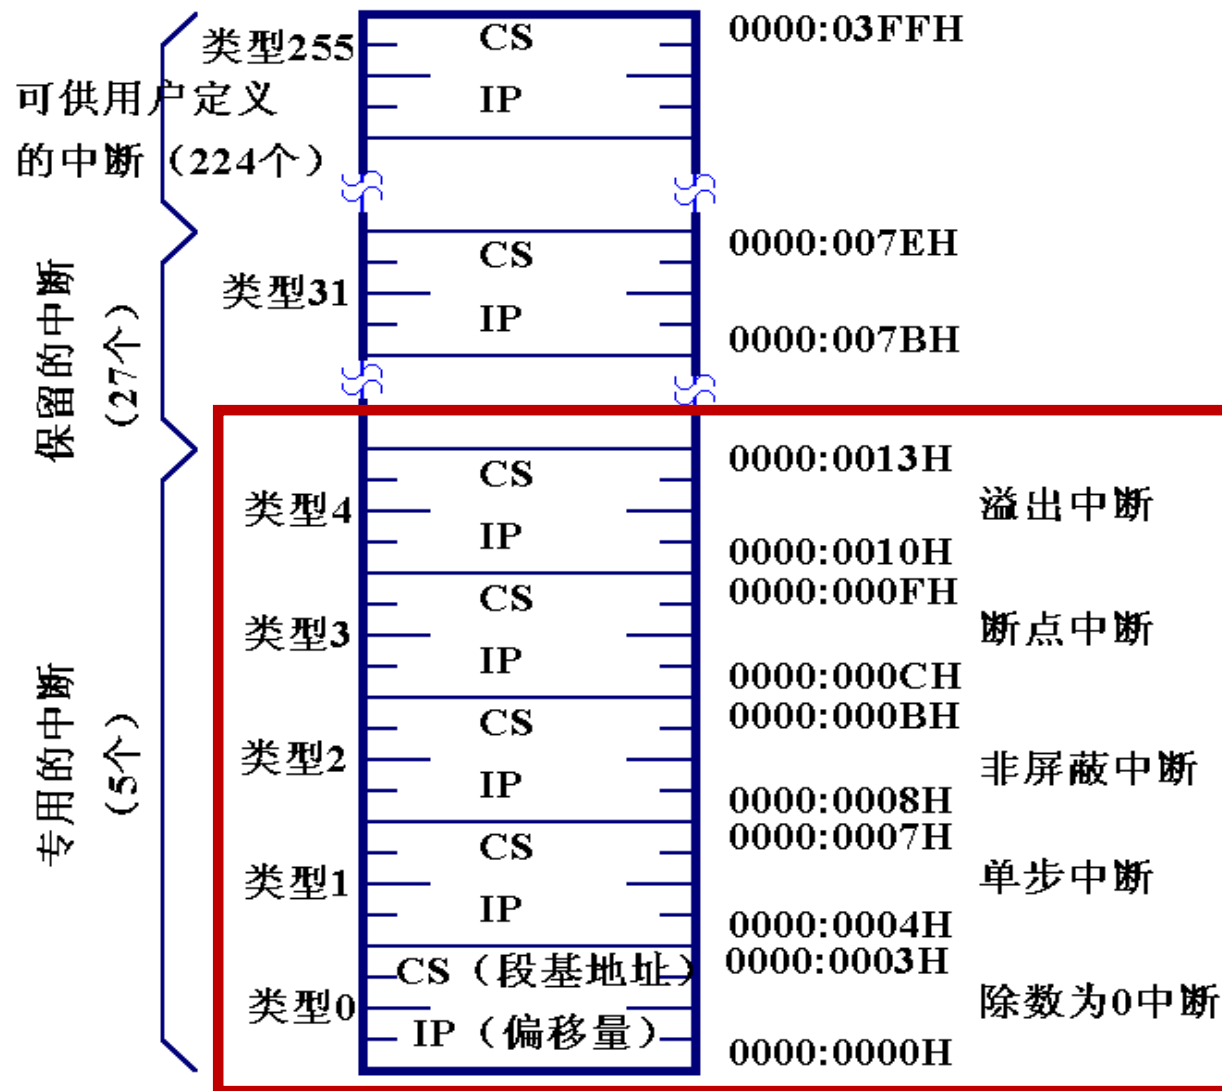 类型255 CS 0000:03FFH
可供用户定义 IP
的中断（224个）
CS 0000:007EH
类型31
IP 0000:007BH
保留的中断
（27个）
CS 0000:0013H
类型4 溢出中断
IP 0000:0010H
CS 0000:000FH
类型3 断点中断
IP 0000:000CH
CS 0000:000BH
类型2 非屏蔽中断
IP 0000:0008H
CS 0000:0007H
类型1 单步中断
IP 0000:0004H
专用的中断
（5个）
CS（段基地址） 0000:0003H
类型0 除数为0中断
IP（偏移量） 0000:0000H